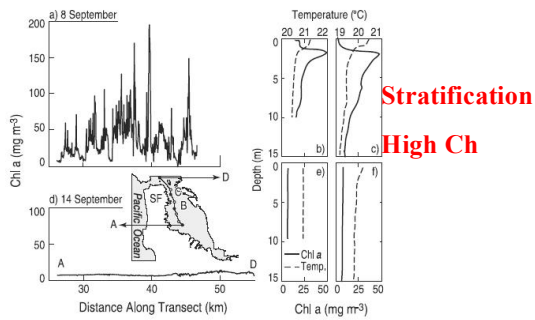 a) 8 September
Chl a (mg m-3)
200
150
100
50
0
d) 14 September
100
50
0
A
D
30
40
50
Distance Along Transect (km)
Pacific Ocean
SF
S
B
A
D
Temperature (°C)
20 21 22
19 20 21
0
5
10
15
b)
c)
Depth (m)
0
5
10
15
e)
f)
Chl a
Temp.
0 25 50
0 25 50
Chl a (mg m-3)
Stratification
High Ch